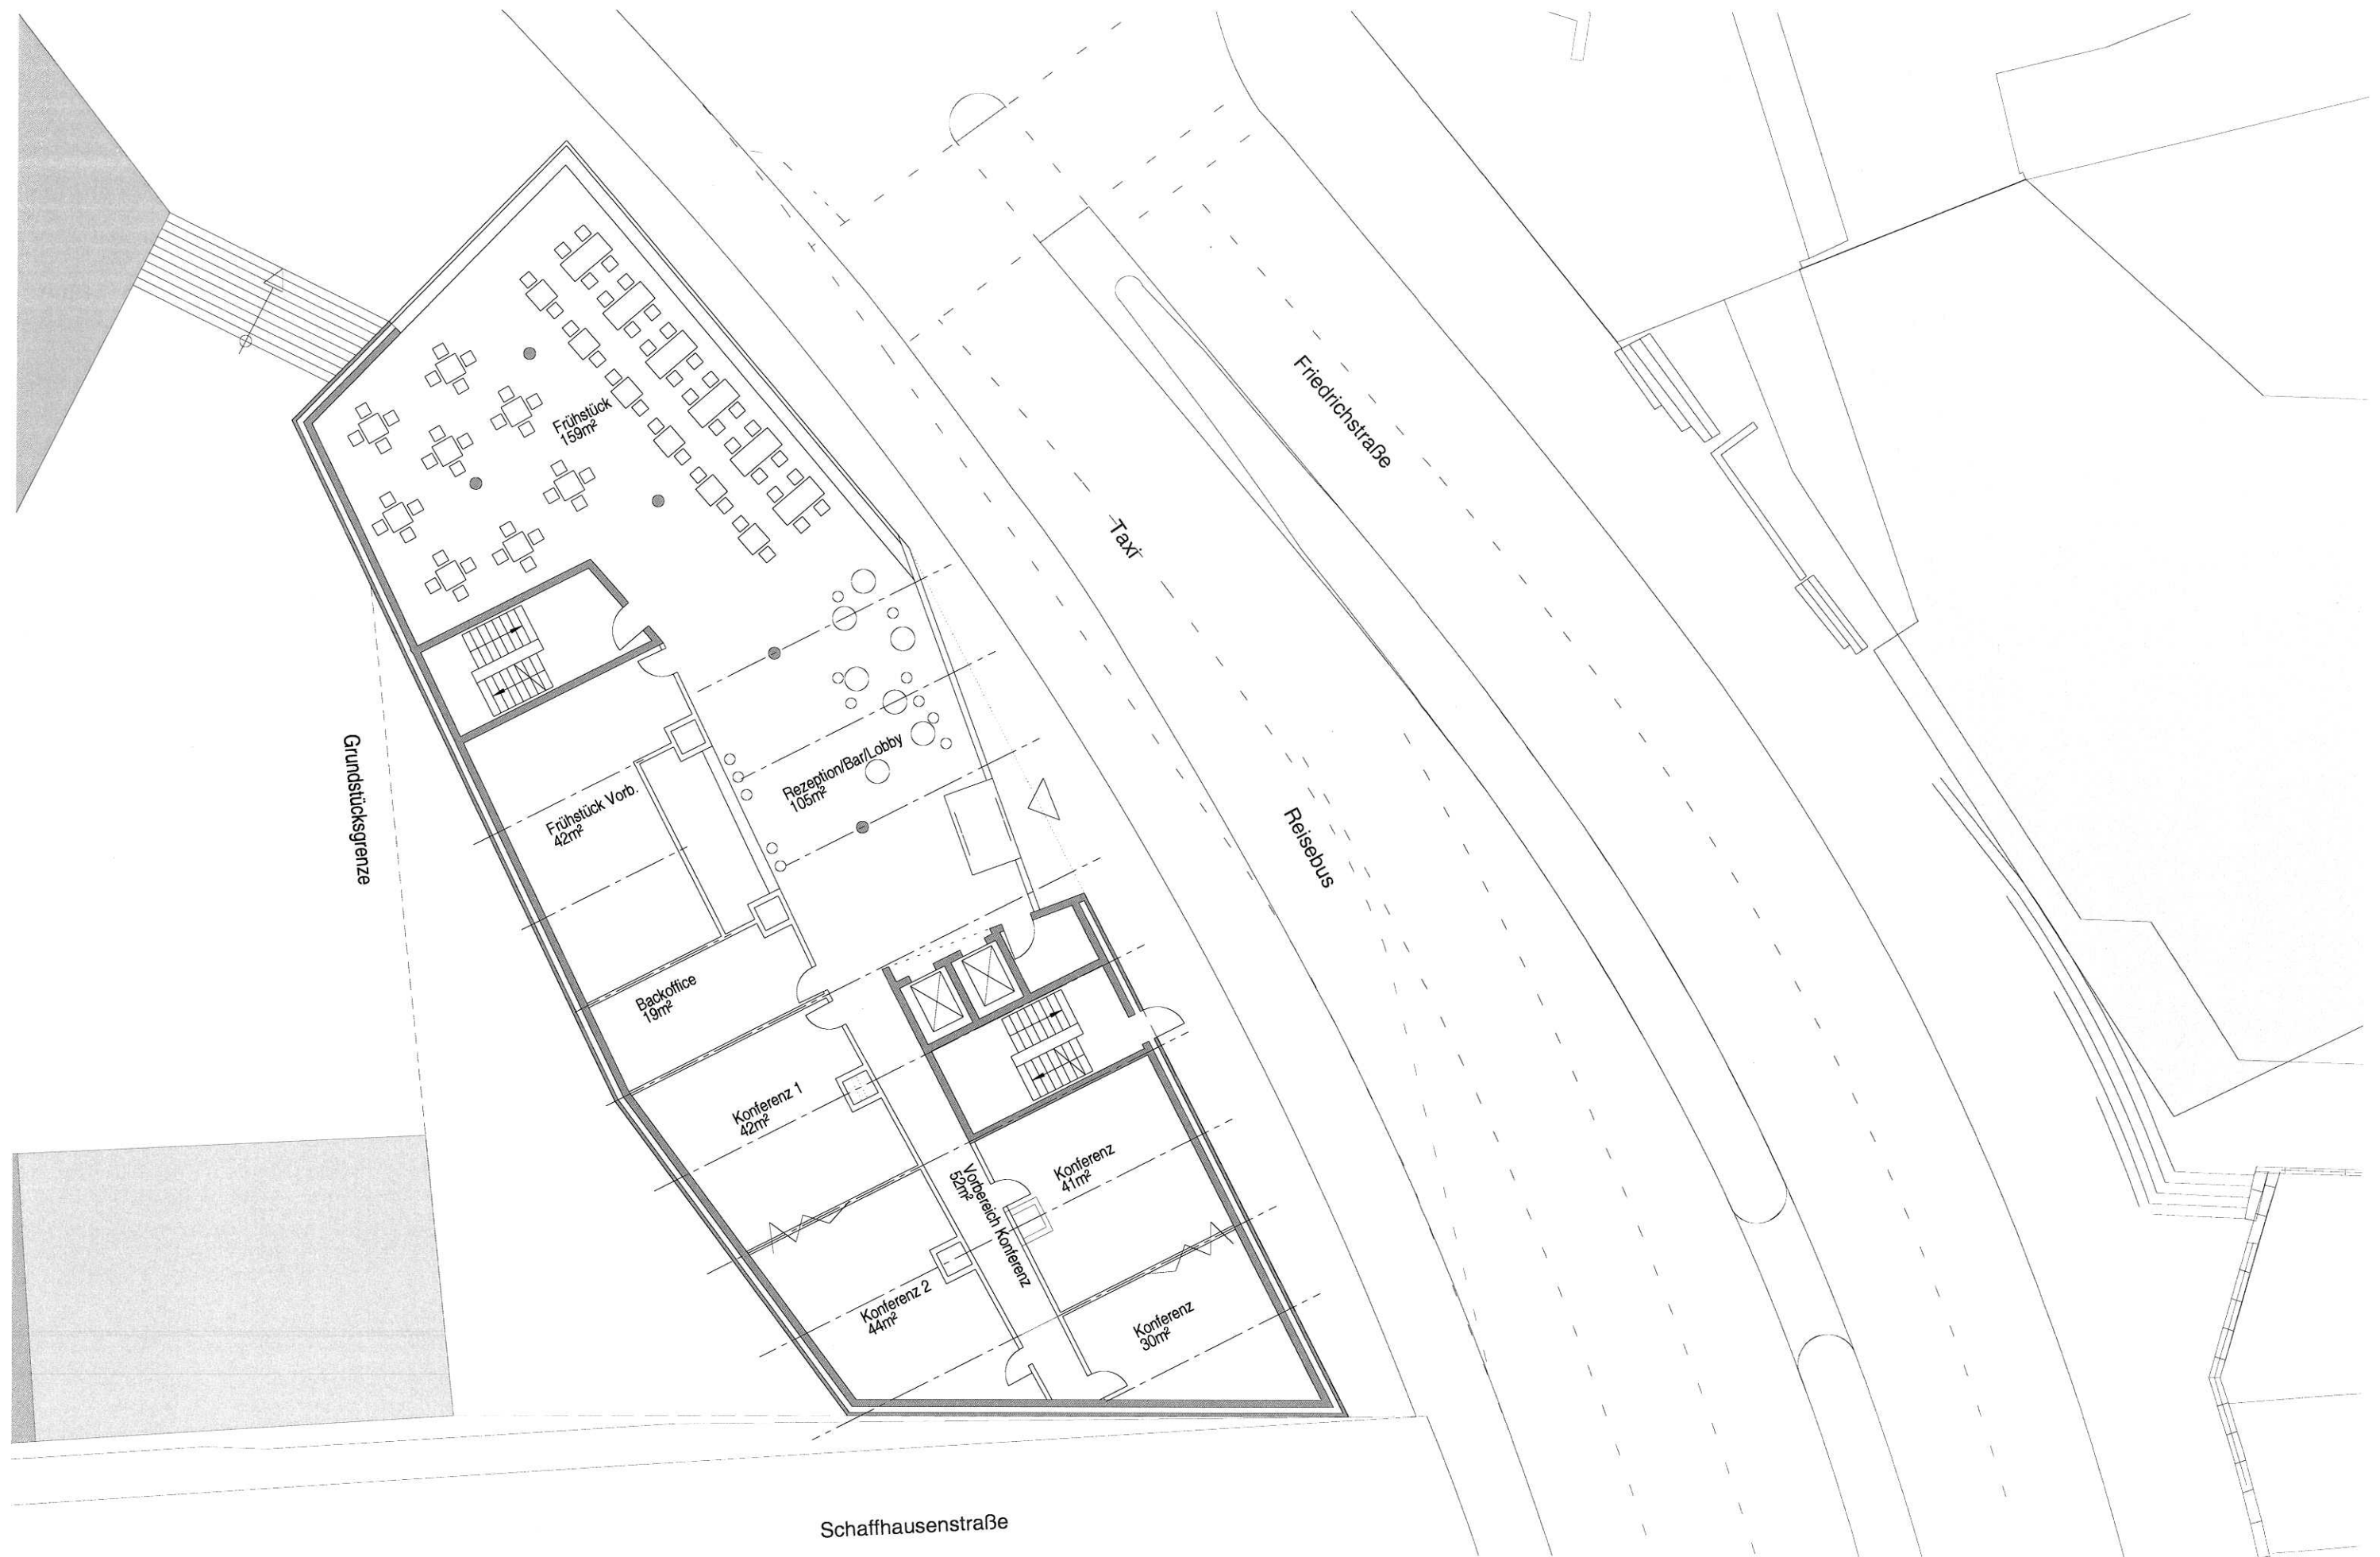 Frühstück
159m²
Friedrichstraße
Taxi
Grundstücksgrenze
Rezeption/Bar/Lobby
105m²
Frühstück Vorb.
42m²
Reisebus
Backoffice
19m²
Konferenz 1
42m²
Vorbereich Konferenz
52m²
Konferenz
41m²
Konferenz 2
44m²
Konferenz
30m²
Schaffhausenstraße